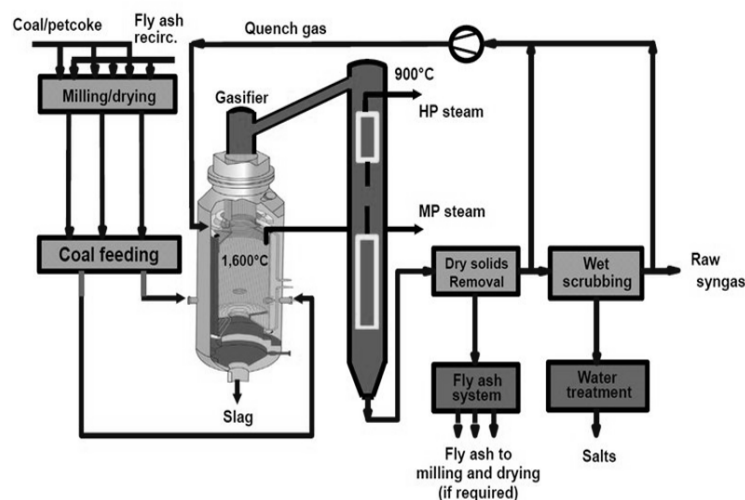 Coal/petcoke
Fly ash
recirc.
Milling/drying
Coal feeding
Quench gas
Gasifier
1,600°C
Slag
900°C
HP steam
MP steam
Dry solids
Removal
Wet
scrubbing
Raw
syngas
Fly ash
system
Water
treatment
Fly ash to
milling and drying
(if required)
Salts